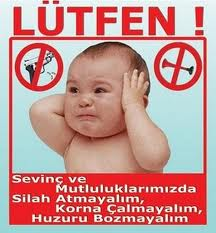 LÜTFEN !
Sevinç ve
Mutluluklarımızda
Silah Atmayalım,
Korna Çalmayalım,
Huzuru Bozmayalım